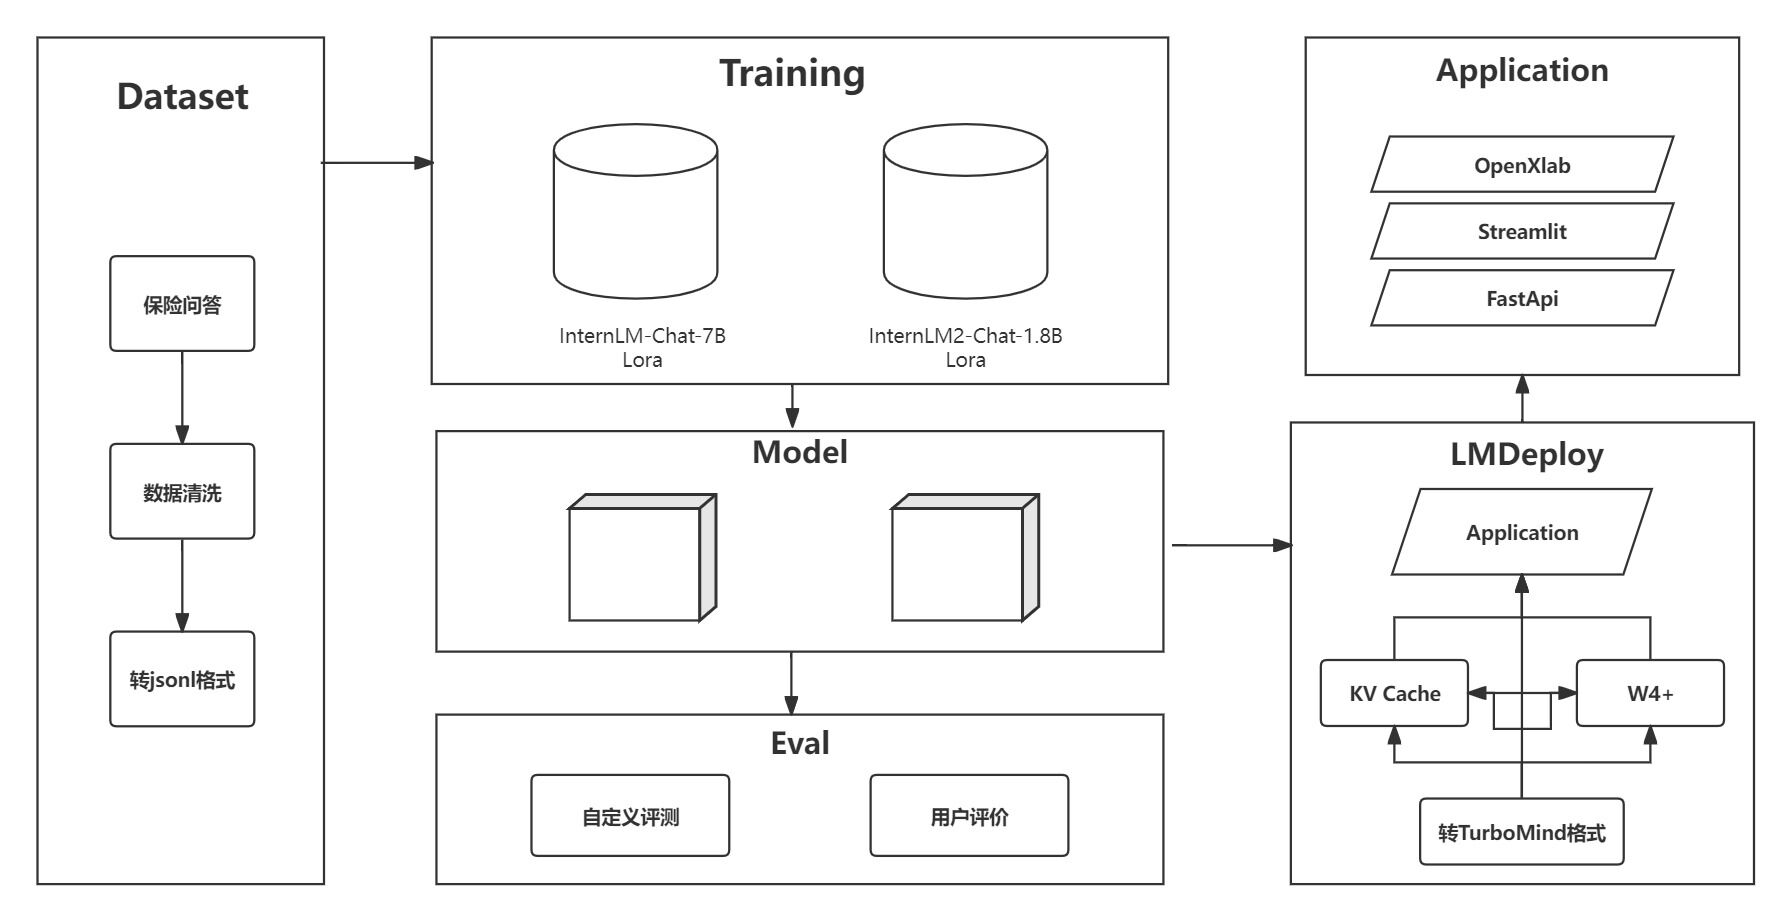 Dataset
保险问答
数据清洗
转jsonl格式
Training
InternLM-Chat-7B
Lora
InternLM2-Chat-1.8B
Lora
Model
Eval
自定义评测
用户评价
Application
OpenXlab
Streamlit
FastApi
LMDeploy
Application
KV Cache
W4+
转TurboMind格式